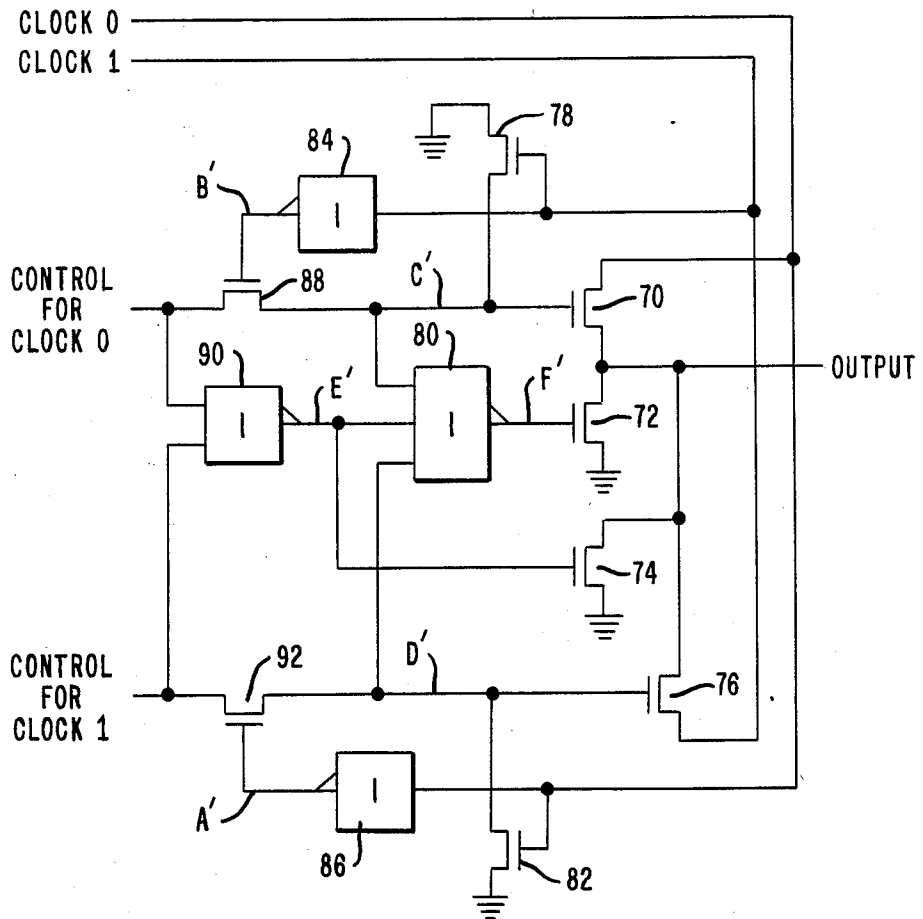 CLOCK 0
CLOCK 1
78
84
B′
I
CONTROL
FOR
CLOCK 0
88
C′
70
90
80
OUTPUT
I
E′
I
F′
72
74
CONTROL
FOR
CLOCK 1
92
D′
76
A′
I
86
82